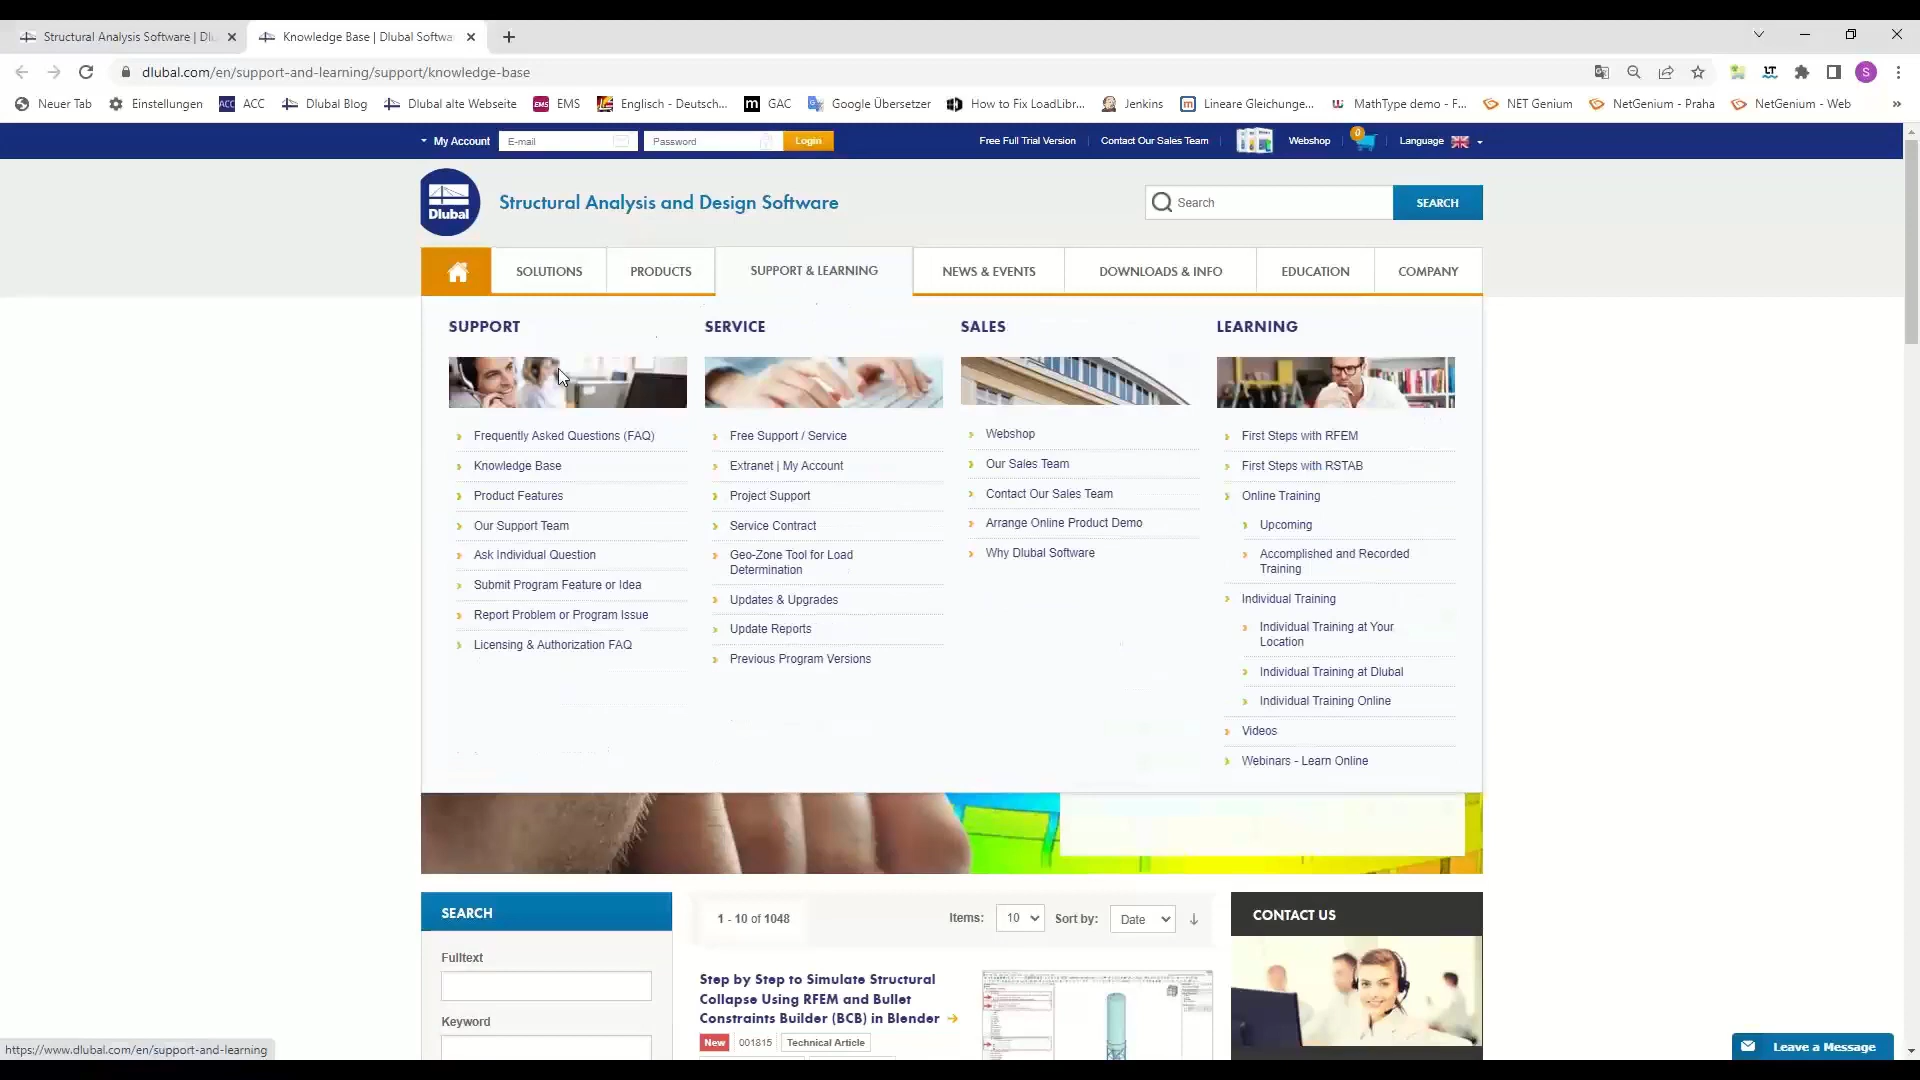 Structural Analysis Software | Dlu
Knowledge Base | Dlubal Softwa
dlubal.com/en/support-and-learning/support/knowledge-base
S
Neuer Tab
Einstellungen
ACC
ACC
Dlubal Blog
Dlubal alte Webseite
EMS
EMS
Englisch - Deutsch...
m
GAC
Google Übersetzer
How to Fix LoadLibr...
Jenkins
Lineare Gleichunge...
MathType demo - F...
NET Genium
NetGenium - Praha
NetGenium - Web
»
My Account
E-mail
Password
Login
Free Full Trial Version
Contact Our Sales Team
Webshop
0
Language
Dlubal
Structural Analysis and Design Software
Search
SEARCH
SOLUTIONS
PRODUCTS
SUPPORT & LEARNING
NEWS & EVENTS
DOWNLOADS & INFO
EDUCATION
COMPANY
SUPPORT
Frequently Asked Questions (FAQ)
Knowledge Base
Product Features
Our Support Team
Ask Individual Question
Submit Program Feature or Idea
Report Problem or Program Issue
Licensing & Authorization FAQ
SERVICE
Free Support / Service
Extranet | My Account
Project Support
Service Contract
Geo-Zone Tool for Load
Determination
Updates & Upgrades
Update Reports
Previous Program Versions
SALES
Webshop
Our Sales Team
Contact Our Sales Team
Arrange Online Product Demo
Why Dlubal Software
LEARNING
First Steps with RFEM
First Steps with RSTAB
Online Training
Upcoming
Accomplished and Recorded
Training
Individual Training
Individual Training at Your
Location
Individual Training at Dlubal
Individual Training Online
Videos
Webinars - Learn Online
SEARCH
Fulltext
Keyword
1 - 10 of 1048
Items:
10
Sort by:
Date
Step by Step to Simulate Structural
Collapse Using RFEM and Bullet
Constraints Builder (BCB) in Blender
New
001815
Technical Article
CONTACT US
Leave a Message
https://www.dlubal.com/en/support-and-learning